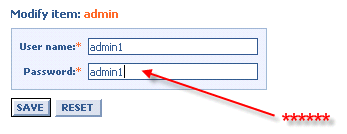 Modify item: admin
User name:* admin1
Password:* admin1
SAVE RESET
******